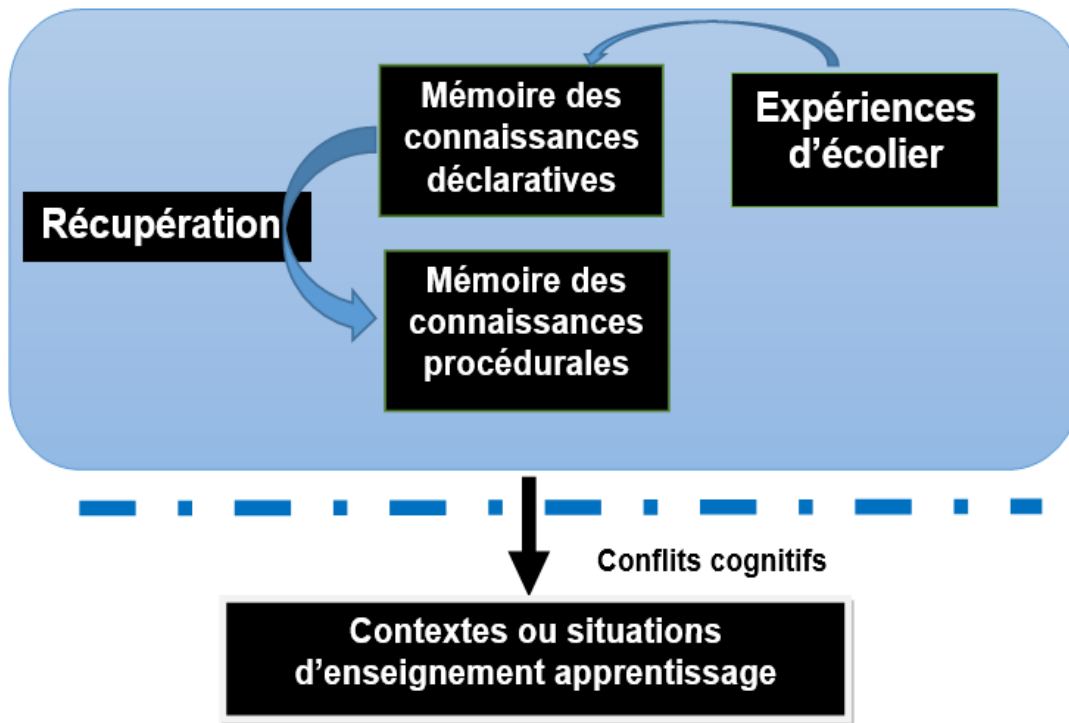 Mémoire des
connaissances
déclaratives
Expériences
d'écolier
Récupération
Mémoire des
connaissances
procédurales
Conflits cognitifs
Contextes ou situations
d'enseignement apprentissage